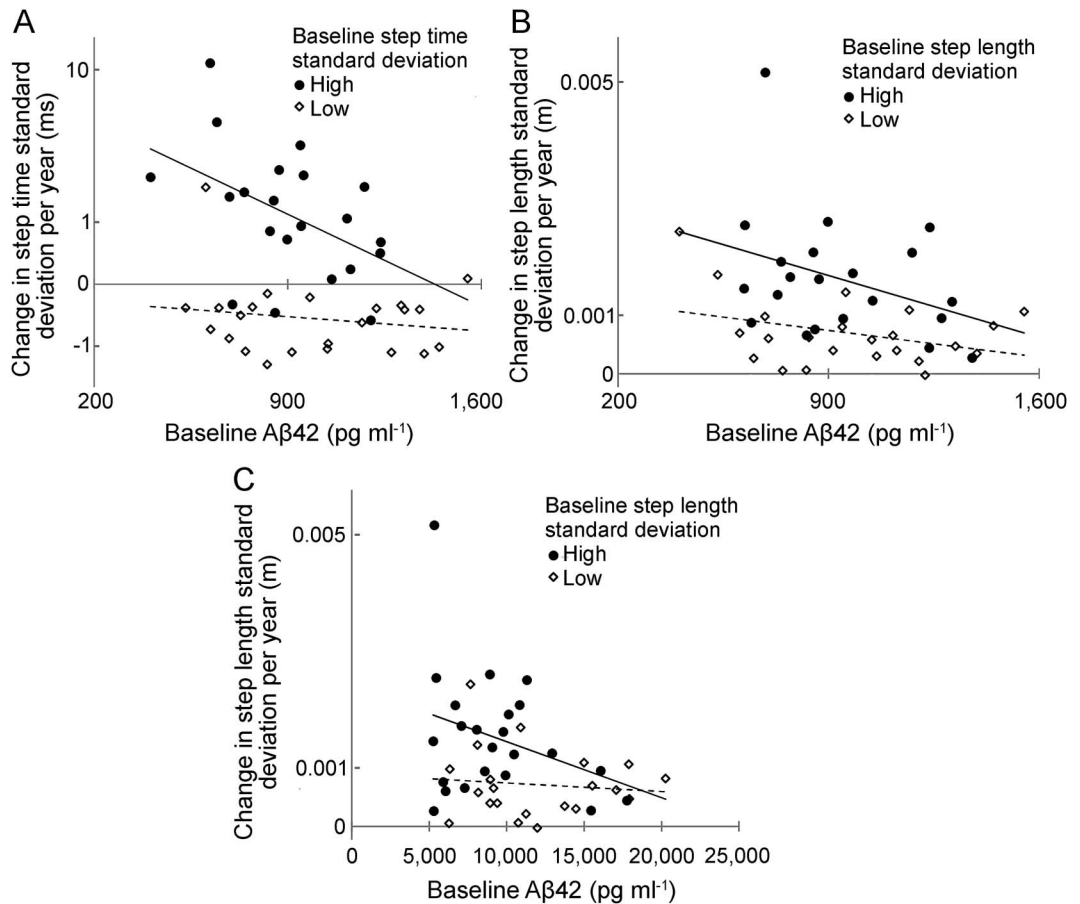 A
Change in step time standard
deviation per year (ms)
200
10
1
0
-1
200
900
1,600
Baseline Aβ42 (pg ml-1)
Baseline step time
standard deviation
High
Low
B
Change in step length standard
deviation per year (m)
0.005
0.001
0
200
900
1,600
Baseline Aβ42 (pg ml-1)
Baseline step length
standard deviation
High
Low
C
Change in step length standard
deviation per year (m)
0.005
0.001
0
0
5,000
10,000
15,000
20,000
25,000
Baseline Aβ42 (pg ml-1)
Baseline step length
standard deviation
High
Low